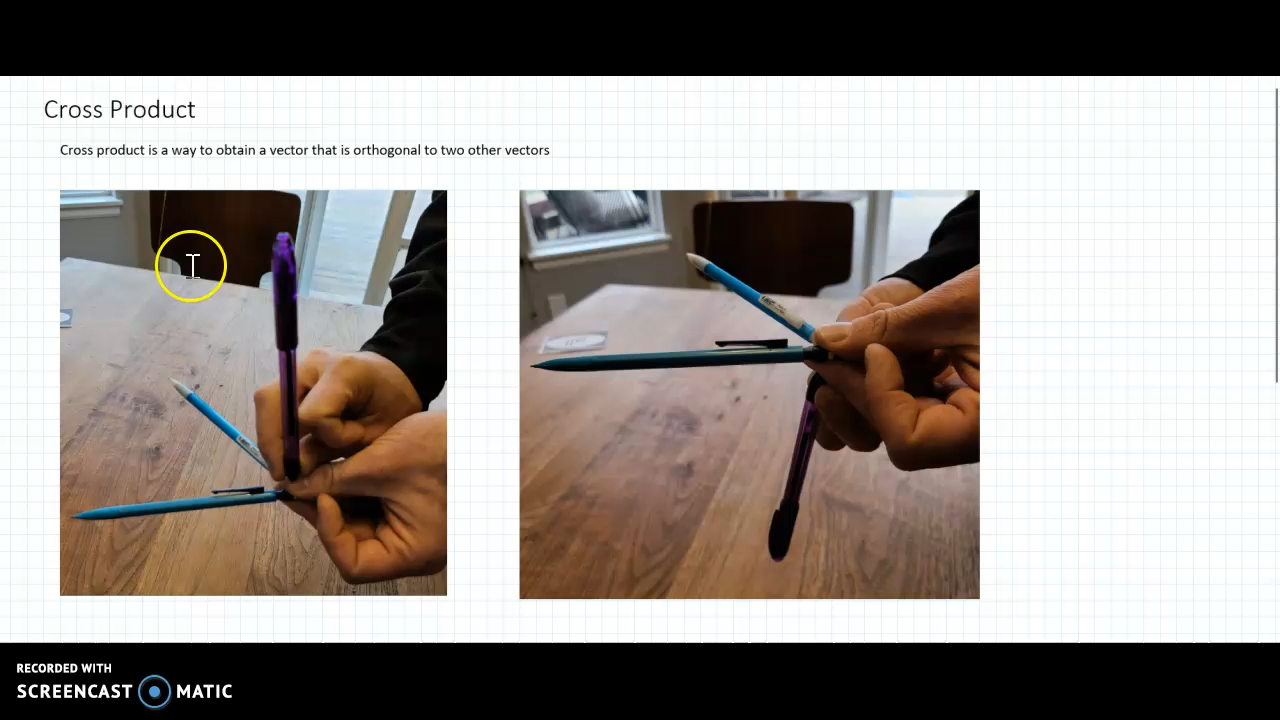 Cross Product
Cross product is a way to obtain a vector that is orthogonal to two other vectors
RECORDED WITH
SCREENCAST MATIC